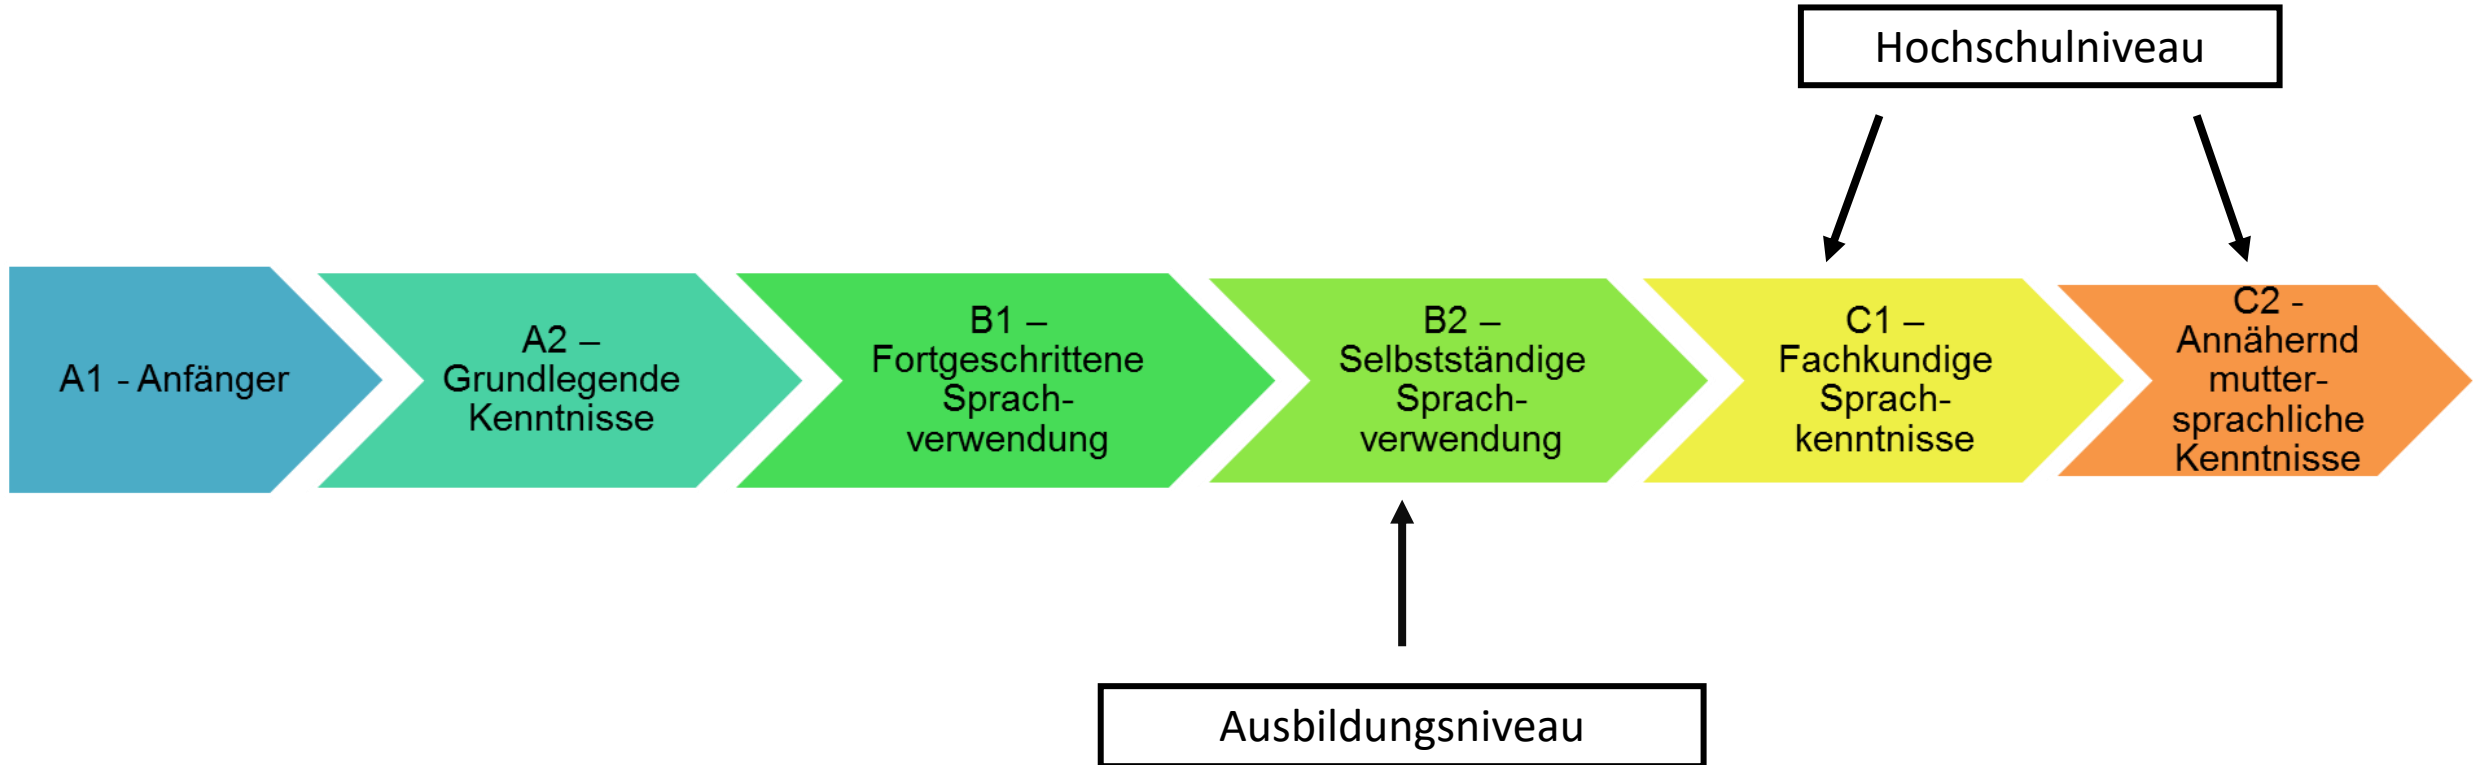 Hochschulniveau
A1 - Anfänger
A2 –
Grundlegende
Kenntnisse
B1 –
Fortgeschrittene
Sprach-
verwendung
B2 –
Selbstständige
Sprach-
verwendung
C1 –
Fachkundige
Sprach-
kenntnisse
C2 -
Annähernd
mutter-
sprachliche
Kenntnisse
Ausbildungsniveau